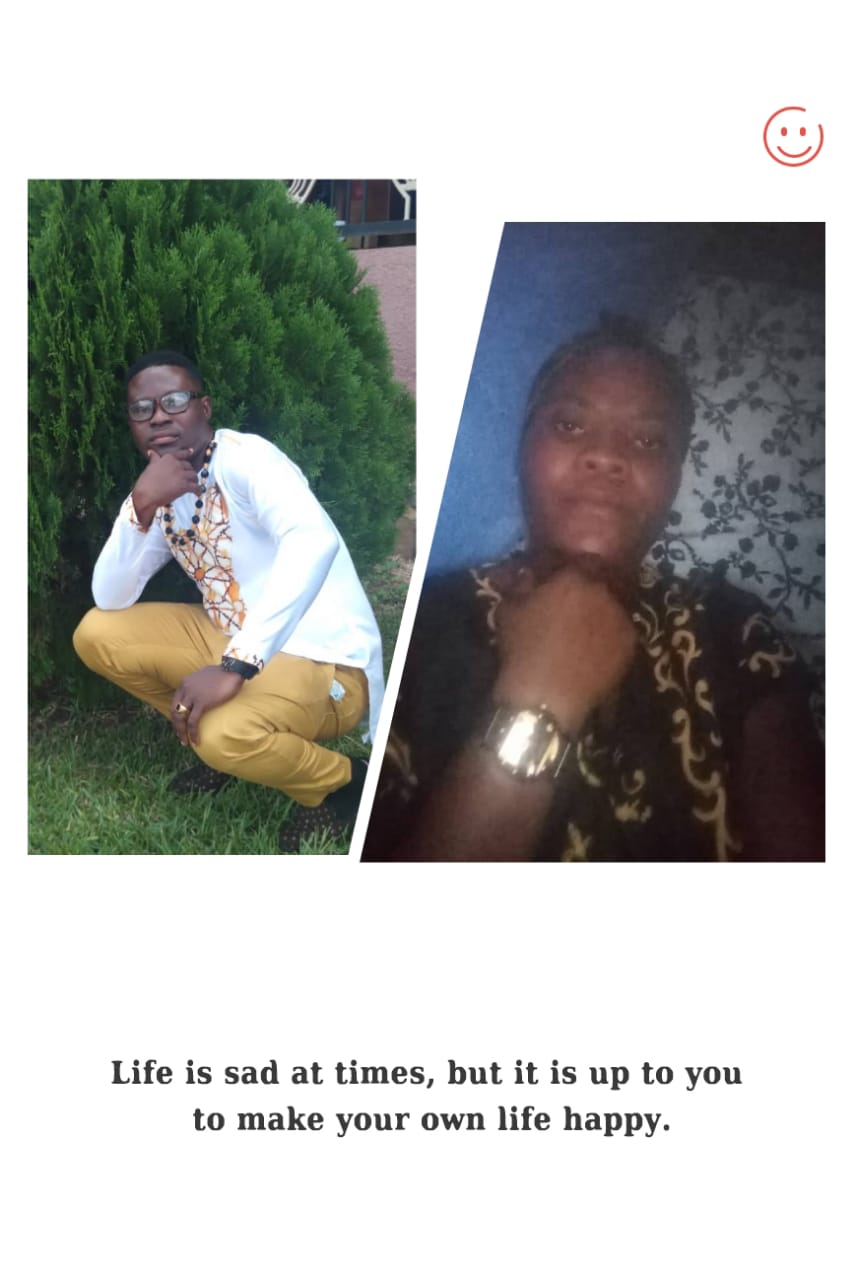 Life is sad at times, but it is up to you
to make your own life happy.